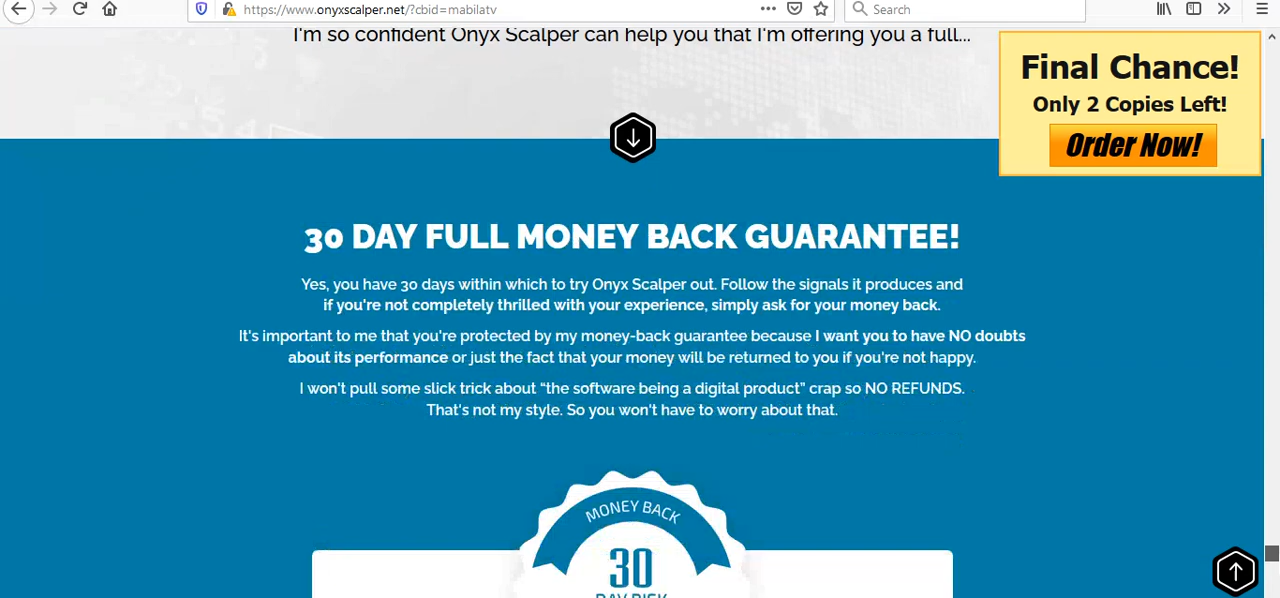 https://www.onyxscalper.net/?cbid=mabilatv
Search
I'm so confident Onyx Scalper can help you that I'm offering you a full...
Final Chance!
Only 2 Copies Left!
Order Now!
30 DAY FULL MONEY BACK GUARANTEE!
Yes, you have 30 days within which to try Onyx Scalper out. Follow the signals it produces and
if you're not completely thrilled with your experience, simply ask for your money back.
It's important to me that you're protected by my money-back guarantee because I want you to have NO doubts
about its performance or just the fact that your money will be returned to you if you're not happy.
I won't pull some slick trick about “the software being a digital product” crap so NO REFUNDS.
That's not my style. So you won't have to worry about that.
MONEY BACK
30
DAY RISK